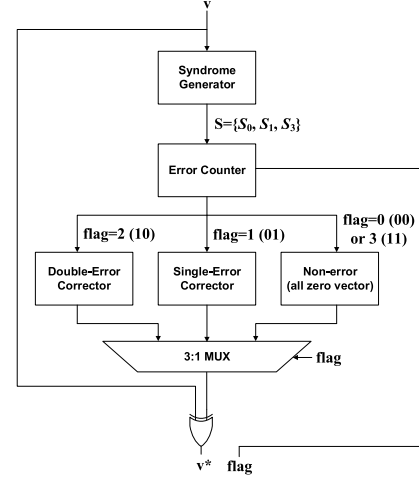 v
Syndrome
Generator
S={S0, S1, S3}
Error Counter
flag=2 (10)
flag=1 (01)
flag=0 (00)
or 3 (11)
Double-Error
Corrector
Single-Error
Corrector
Non-error
(all zero vector)
3:1 MUX
flag
v*
flag